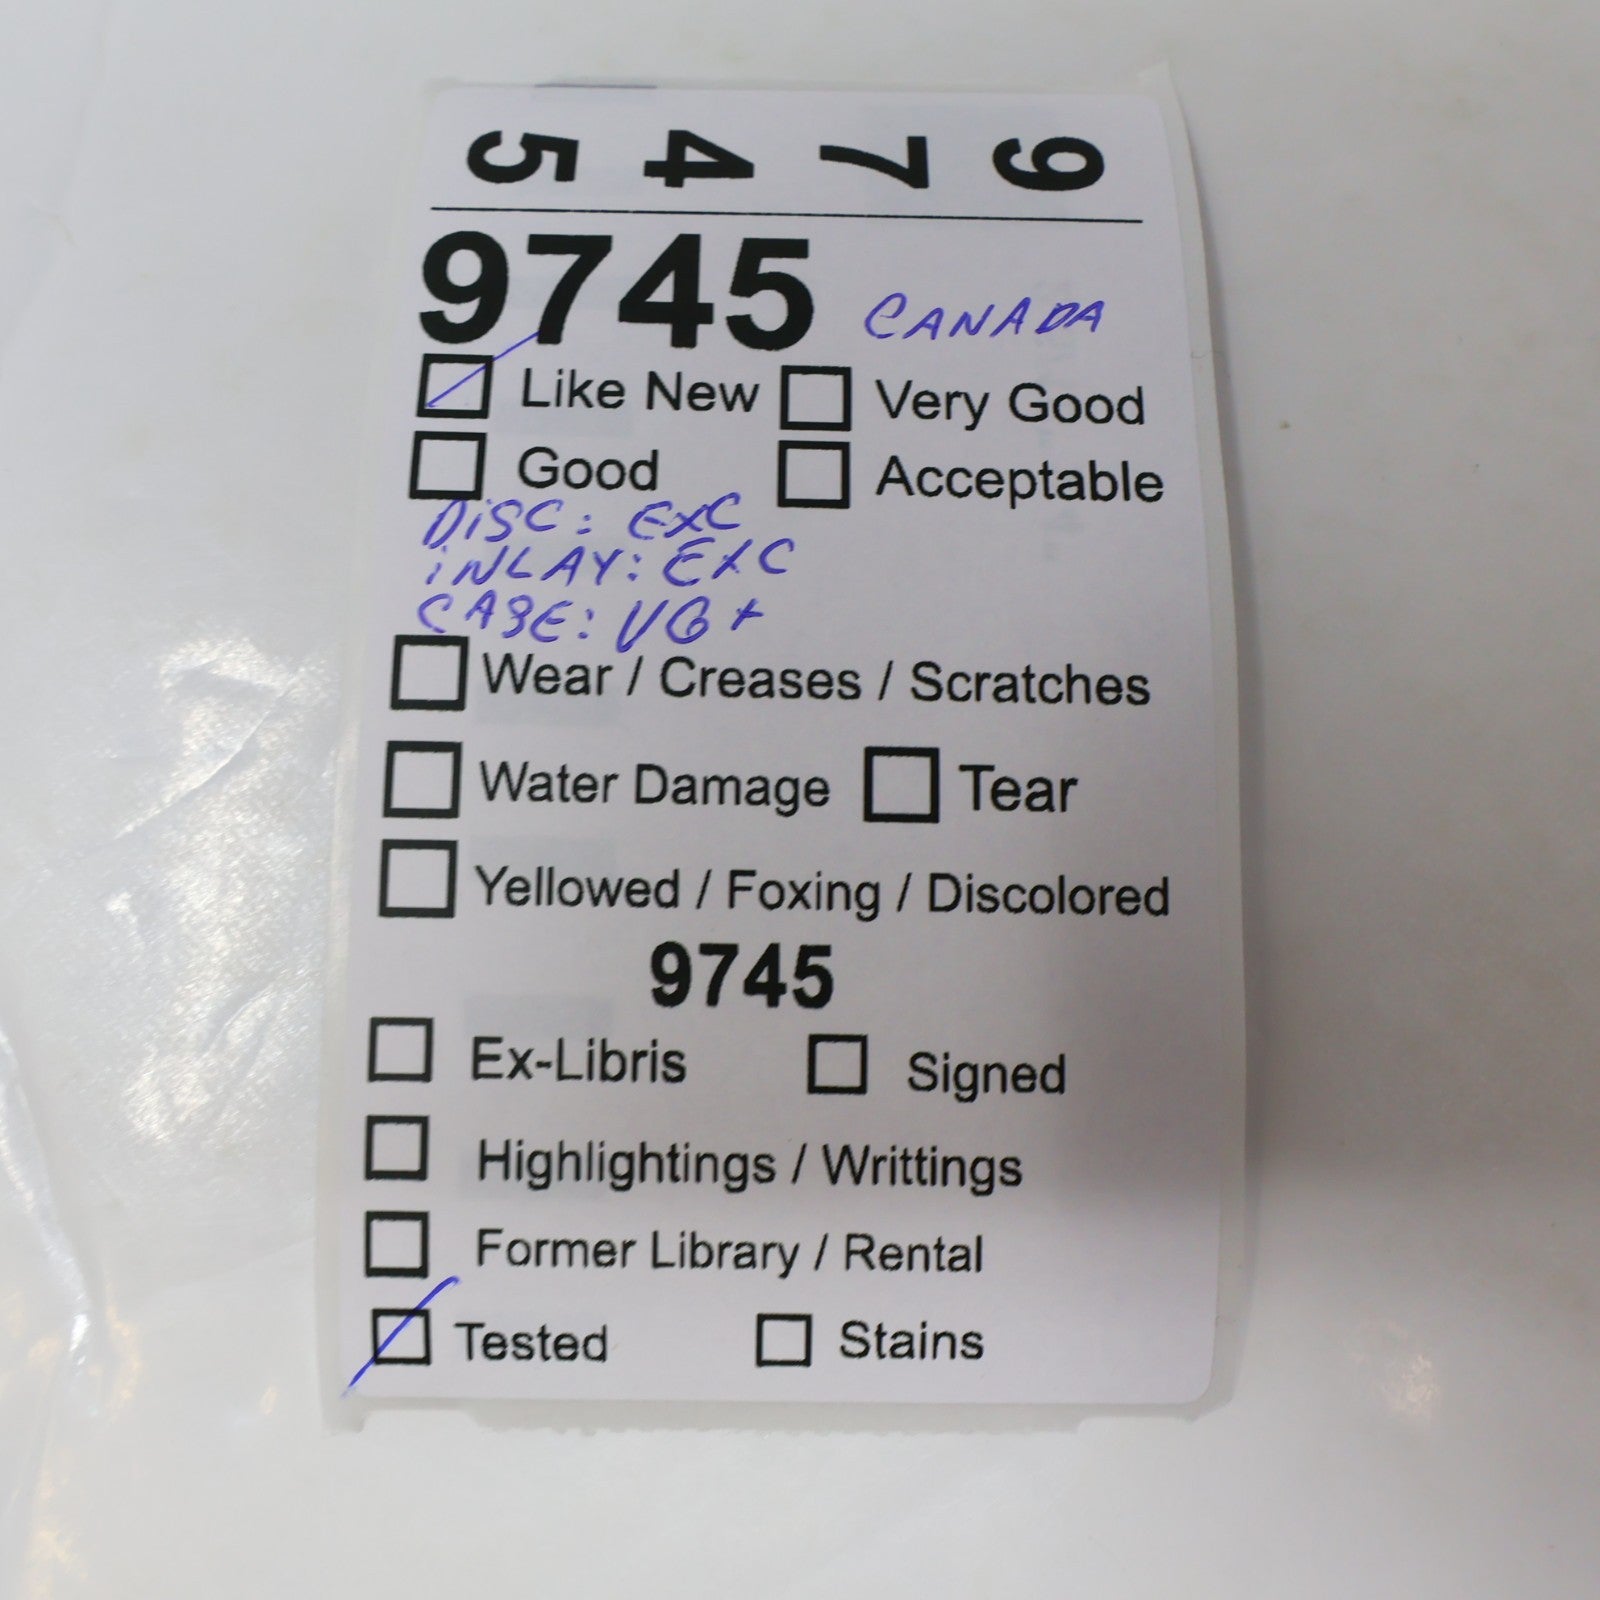 5 4 7 9
9745 CANADA
Like New Very Good
Good Acceptable
DISC: EXC
INLAY: EXC
CASE: VG+
Wear / Creases / Scratches
Water Damage Tear
Yellowed / Foxing / Discolored
9745
Ex-Libris Signed
Highlightings / Writtings
Former Library / Rental
Tested Stains